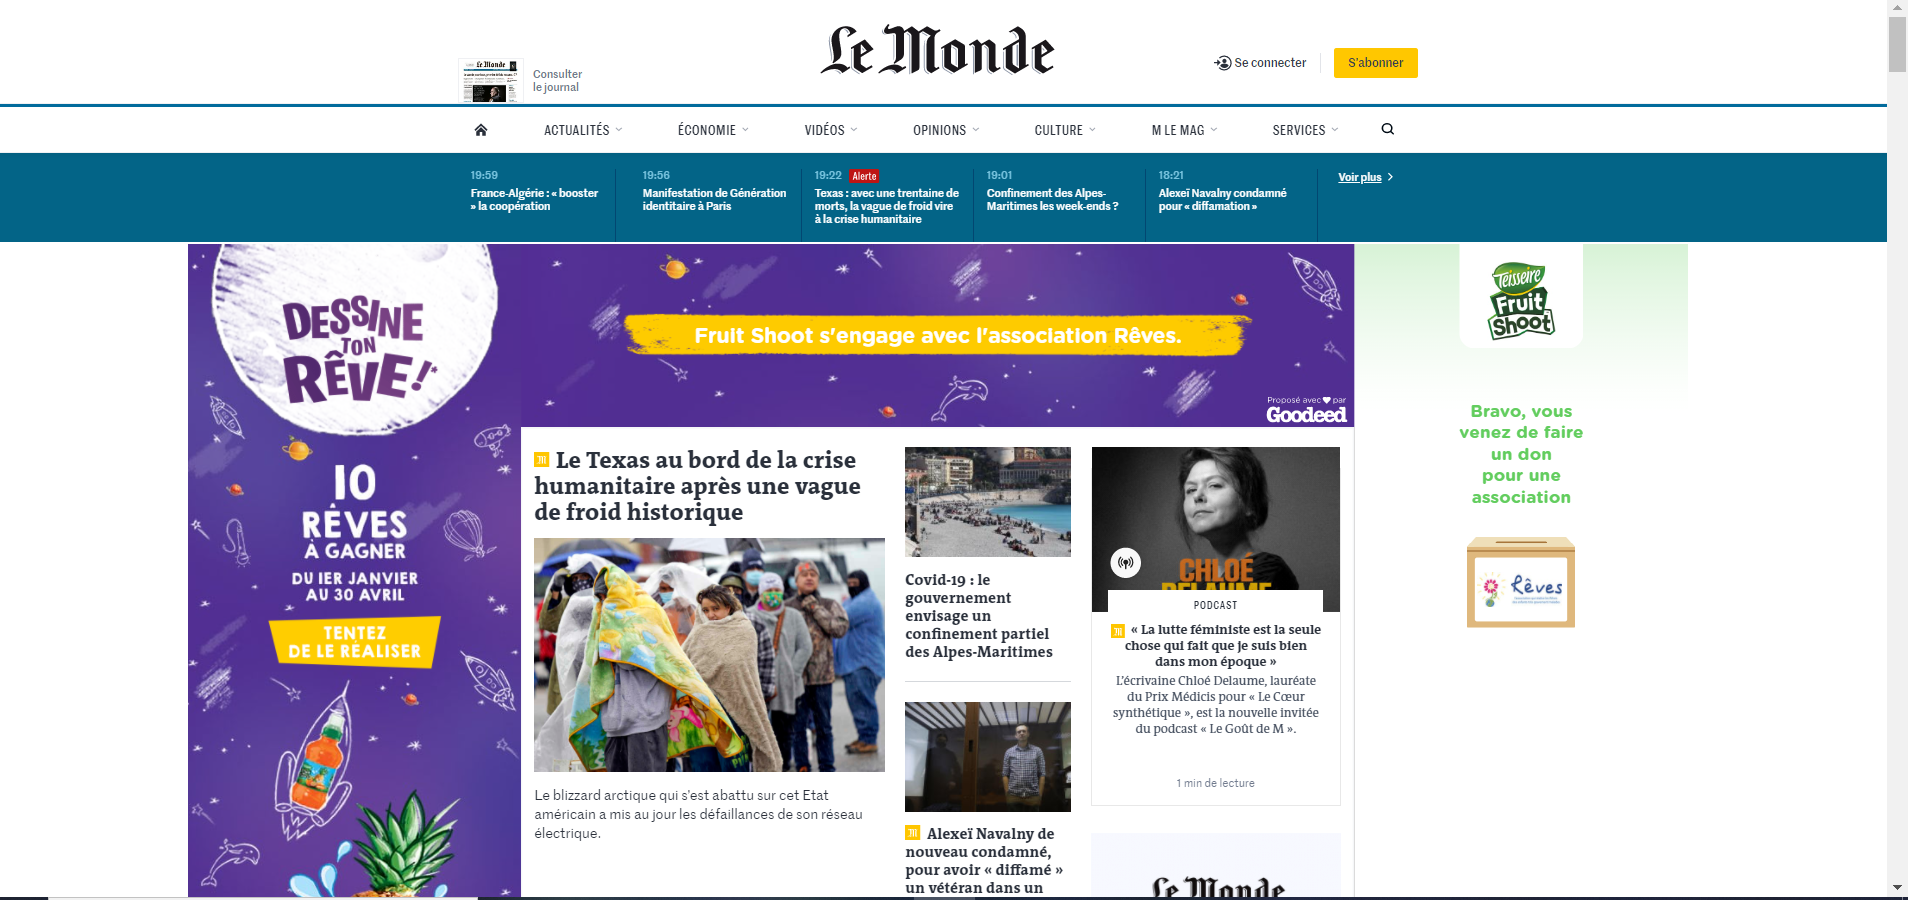 Le Monde
Le Monde
Consulter
le journal
Se connecter
S'abonner
ACTUALITÉS
ÉCONOMIE
VIDÉOS
OPINIONS
CULTURE
M LE MAG
SERVICES
19:59
France-Algérie : « booster
» la coopération
19:56
Manifestation de Génération
identitaire à Paris
19:22 Alerte
Texas : avec une trentaine de
morts, la vague de froid vire
à la crise humanitaire
19:01
Confinement des Alpes-
Maritimes les week-ends ?
18:21
Alexeï Navalny condamné
pour « diffamation »
Voir plus
DESSINE
TON
RÊVE!*
10
RÊVES
À GAGNER
DU 1ER JANVIER
AU 30 AVRIL
TENTEZ
DE LE RÉALISER
Fruit Shoot s'engage avec l'association Rêves.
Proposé avec ♥ par
Goodeed
Teisseire
Fruit
Shoot
Bravo, vous
venez de faire
un don
pour une
association
Rêves
Le Texas au bord de la crise
humanitaire après une vague
de froid historique
Le blizzard arctique qui s'est abattu sur cet Etat
américain a mis au jour les défaillances de son réseau
électrique.
Covid-19 : le
gouvernement
envisage un
confinement partiel
des Alpes-Maritimes
Alexeï Navalny de
nouveau condamné,
pour avoir « diffamé »
un vétéran dans un
CHLOÉ
DELAUME
PODCAST
« La lutte féministe est la seule
chose qui fait que je suis bien
dans mon époque »
L'écrivaine Chloé Delaume, lauréate
du Prix Médicis pour « Le Cœur
synthétique », est la nouvelle invitée
du podcast « Le Goût de M ».
1 min de lecture
Le Monde